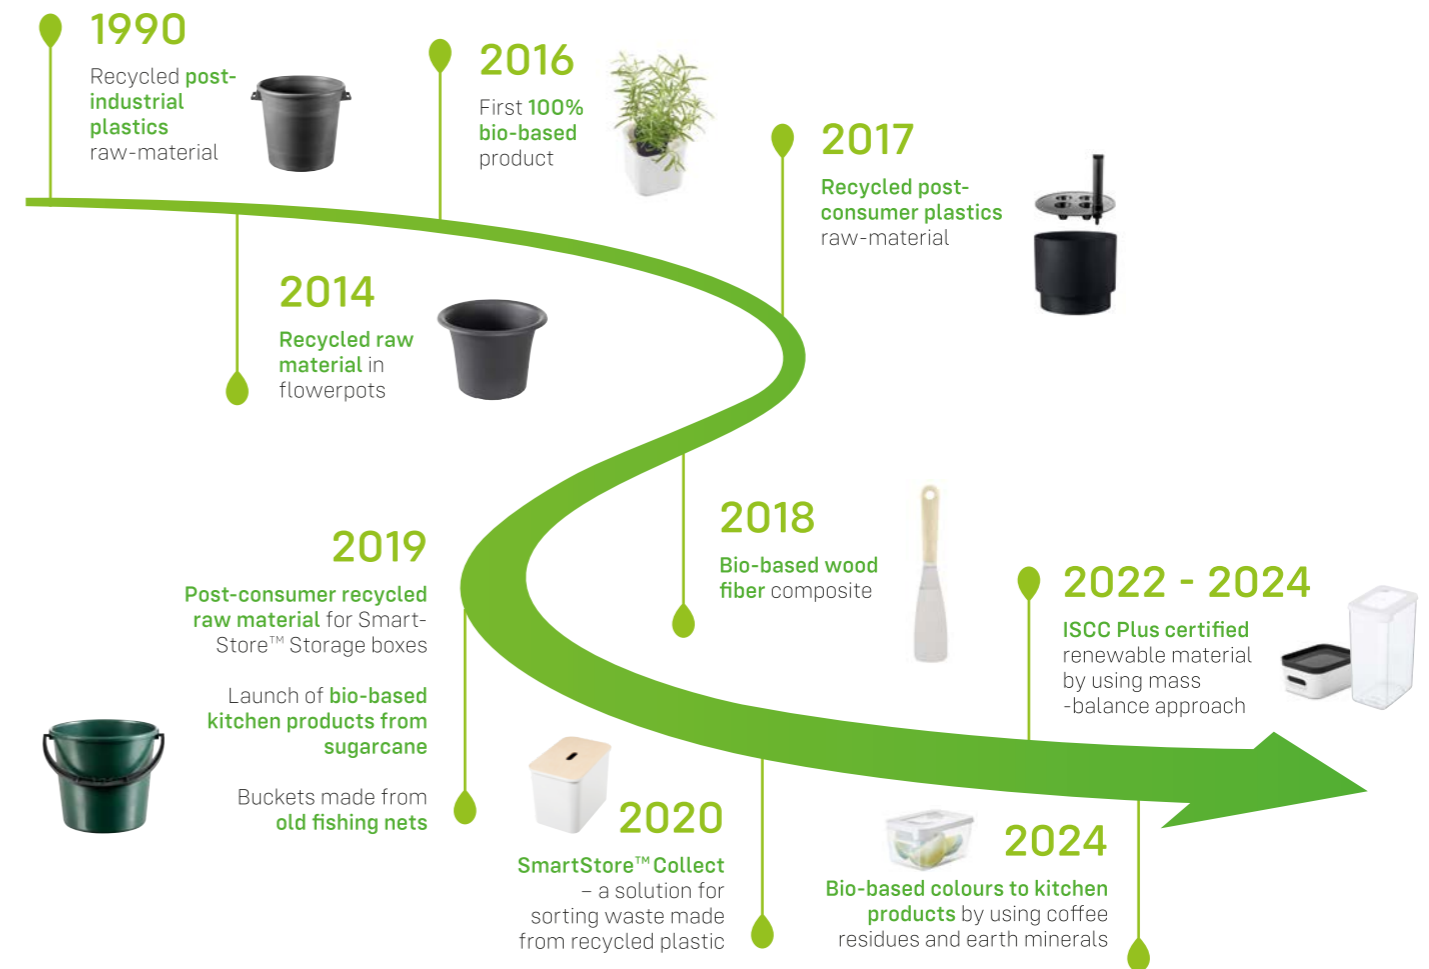 1990
Recycled post-
industrial
plastics
raw-material
2014
Recycled raw
material in
flowerpots
2016
First 100%
bio-based
product
2017
Recycled post-
consumer plastics
raw-material
2018
Bio-based wood
fiber composite
2019
Post-consumer recycled
raw material for Smart-
Store™ Storage boxes
Launch of bio-based
kitchen products from
sugarcane
Buckets made from
old fishing nets
2020
SmartStore™ Collect
– a solution for
sorting waste made
from recycled plastic
2022 - 2024
ISCC Plus certified
renewable material
by using mass
-balance approach
2024
Bio-based colours to kitchen
products by using coffee
residues and earth minerals